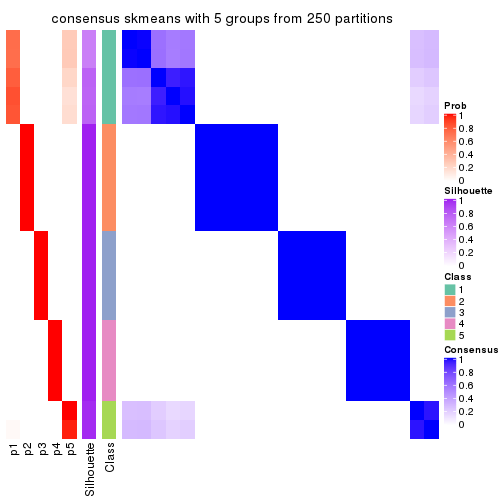 consensus skmeans with 5 groups from 250 partitions
Prob
1
0.8
0.6
0.4
0.2
0
Silhouette
1
0.8
0.6
0.4
0.2
0
Class
1
2
3
4
5
Consensus
1
0.8
0.6
0.4
0.2
0
p1
p2
p3
p4
p5
Silhouette
Class